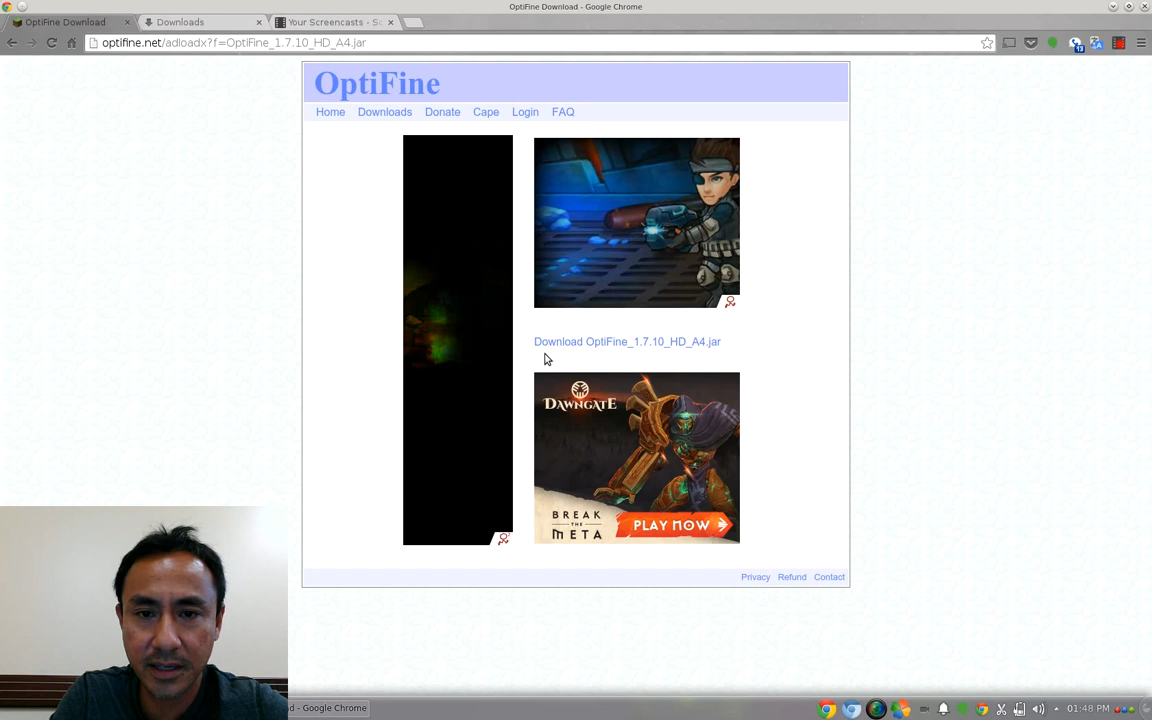 OptiFine Download - Google Chrome
OptiFine Download
Downloads
Your Screencasts - Sc
optifine.net/adloadx?f=OptiFine_1.7.10_HD_A4.jar
13
OptiFine
Home Downloads Donate Cape Login FAQ
Download OptiFine_1.7.10_HD_A4.jar
DAWNGATE
BREAK
THE
META
PLAY NOW
Privacy Refund Contact
d - Google Chrome
01:48 PM